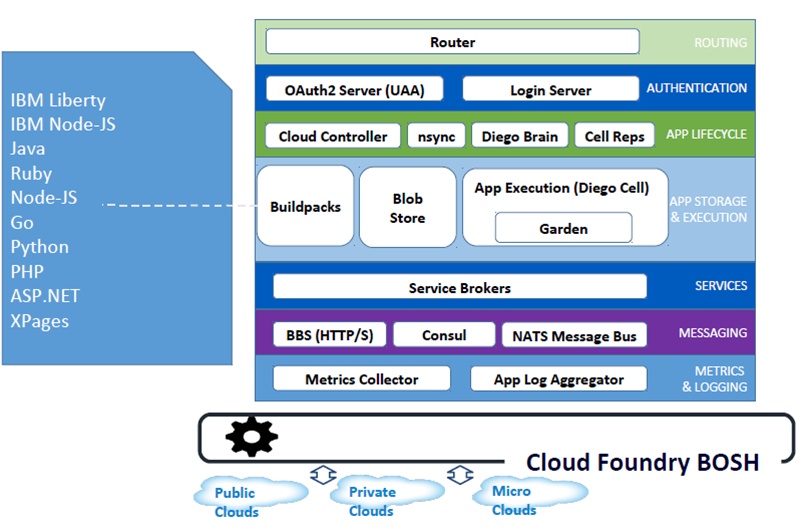 IBM Liberty
IBM Node-JS
Java
Ruby
Node-JS
Go
Python
PHP
ASP.NET
XPages
Router
ROUTING
OAuth2 Server (UAA)
Login Server
AUTHENTICATION
Cloud Controller
nsync
Diego Brain
Cell Reps
APP LIFECYCLE
Buildpacks
Blob
Store
App Execution (Diego Cell)
Garden
APP STORAGE
& EXECUTION
Service Brokers
SERVICES
BBS (HTTP/S)
Consul
NATS Message Bus
MESSAGING
Metrics Collector
App Log Aggregator
METRICS
& LOGGING
Cloud Foundry BOSH
Public
Clouds
Private
Clouds
Micro
Clouds